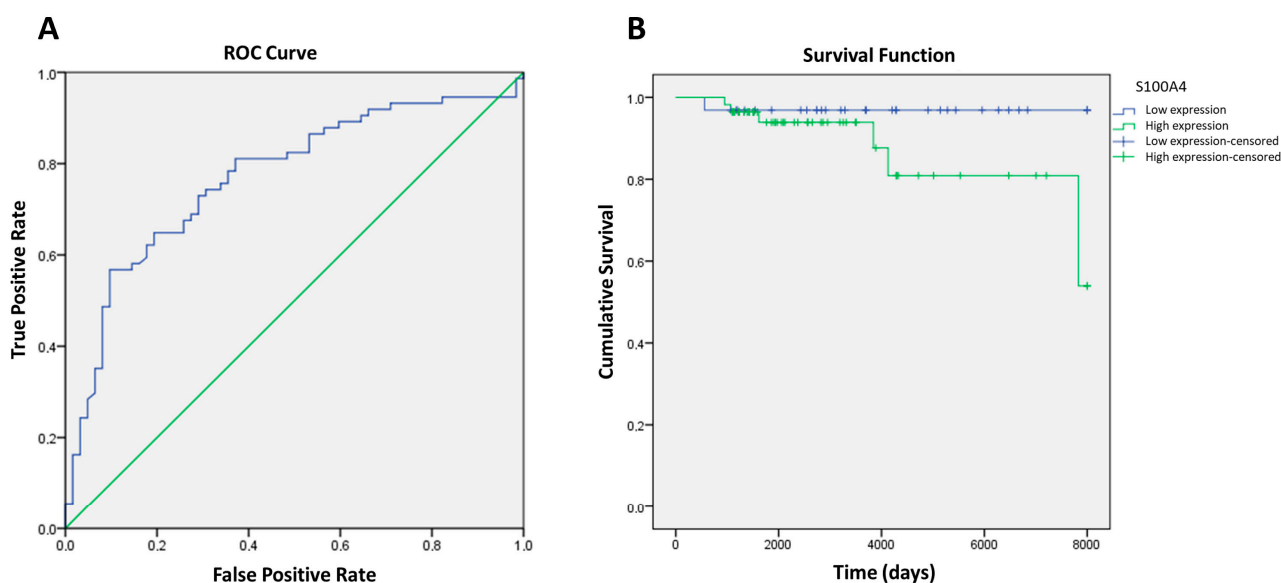 A
ROC Curve
True Positive Rate
1.0
0.8
0.6
0.4
0.2
0.0
0.0 0.2 0.4 0.6 0.8 1.0
False Positive Rate
B
Survival Function
Cumulative Survival
1.0
0.8
0.6
0.4
0.2
0.0
0 2000 4000 6000 8000
Time (days)
S100A4
Low expression
High expression
Low expression-censored
High expression-censored